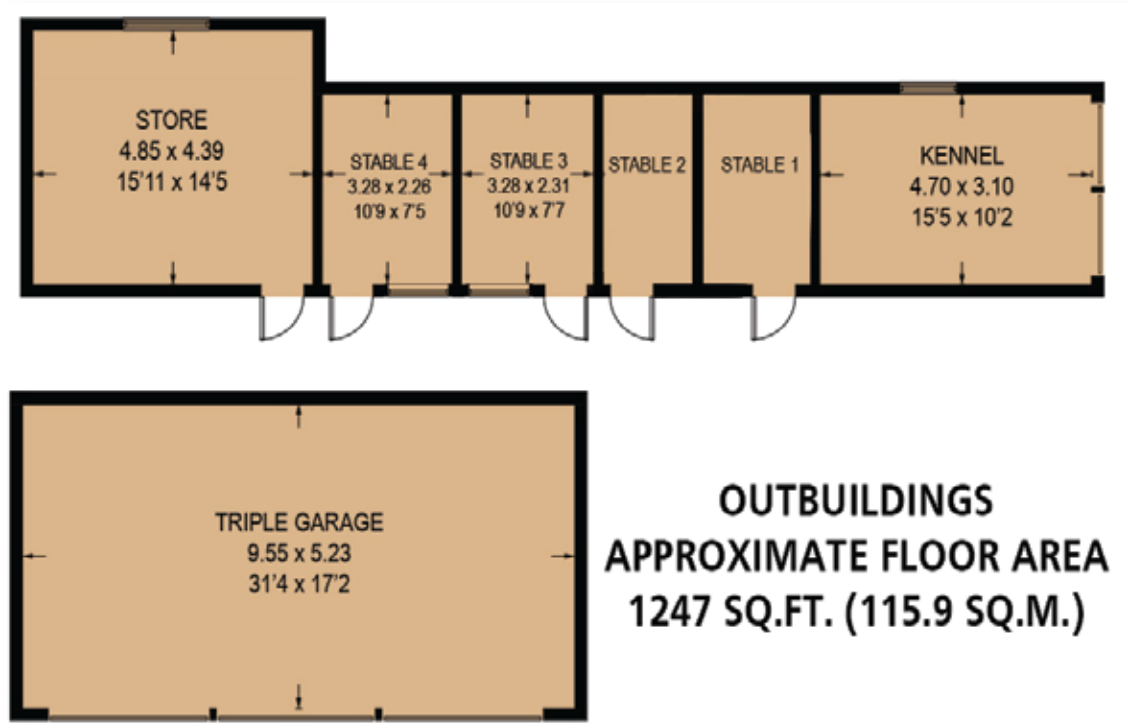 STORE
4.85 x 4.39
15'11 x 14'5
STABLE 4
3.28 x 2.26
10'9 x 7'5
STABLE 3
3.28 x 2.31
10'9 x 7'7
STABLE 2
STABLE 1
KENNEL
4.70 x 3.10
15'5 x 10'2
TRIPLE GARAGE
9.55 x 5.23
31'4 x 17'2
OUTBUILDINGS
APPROXIMATE FLOOR AREA
1247 SQ.FT. (115.9 SQ.M.)